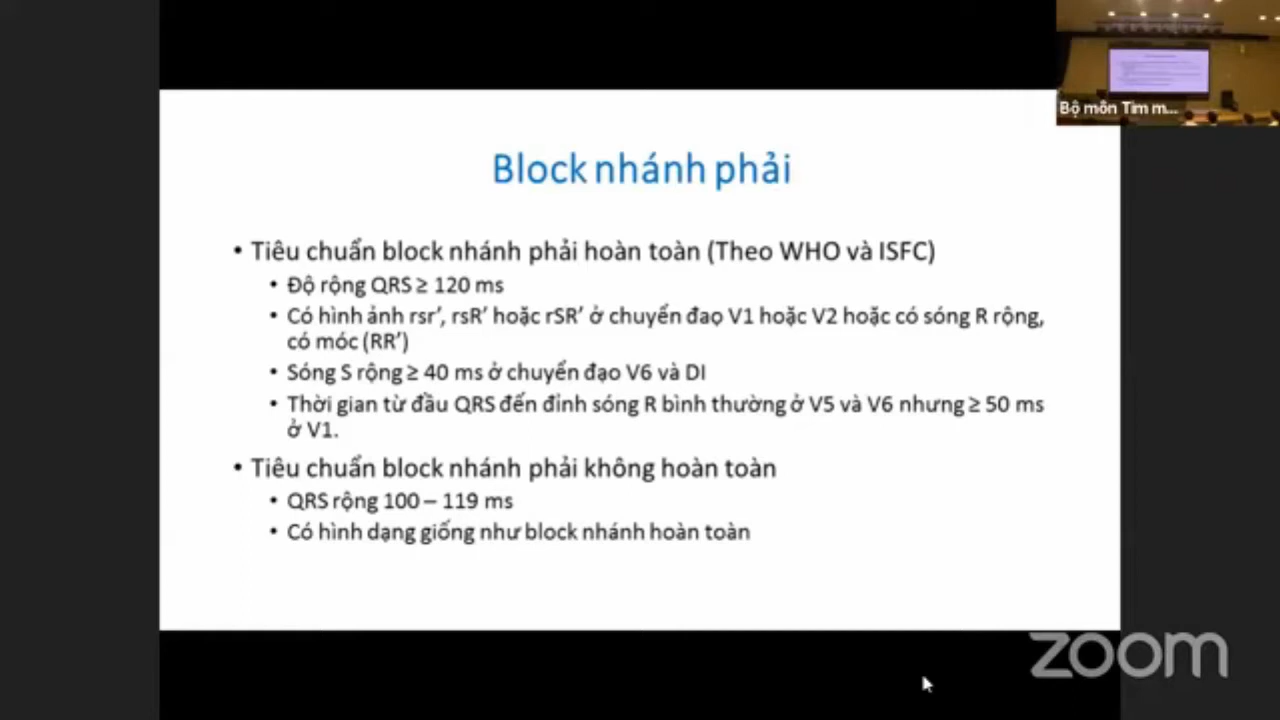 Bộ môn Tim m...
Block nhánh phải
• Tiêu chuẩn block nhánh phải hoàn toàn (Theo WHO và ISFC)
• Độ rộng QRS ≥ 120 ms
• Có hình ảnh rsr’, rsR’ hoặc rSR’ ở chuyển đaọ V1 hoặc V2 hoặc có sóng R rộng,
có móc (RR’)
• Sóng S rộng ≥ 40 ms ở chuyển đạo V6 và DI
• Thời gian từ đầu QRS đến đỉnh sóng R bình thường ở V5 và V6 nhưng ≥ 50 ms
ở V1.
• Tiêu chuẩn block nhánh phải không hoàn toàn
• QRS rộng 100 – 119 ms
• Có hình dạng giống như block nhánh hoàn toàn
zoom